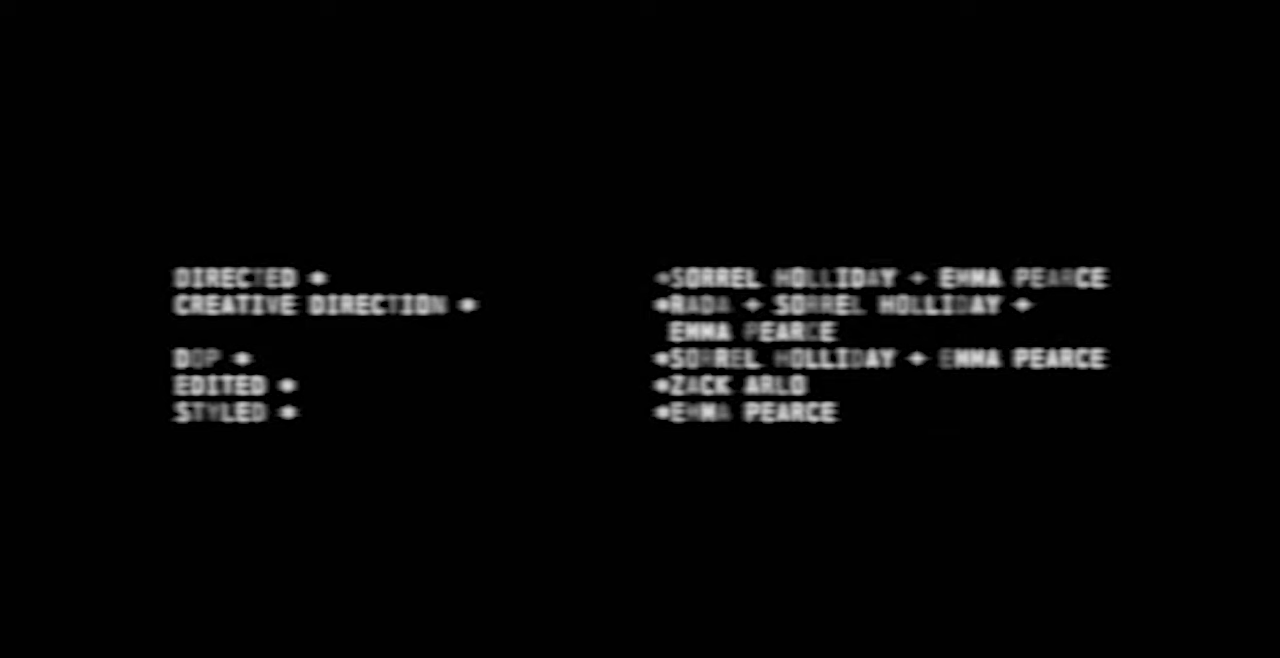 DIRECTED ◆ ◆SORREL HOLLIDAY + EMMA PEARCE
CREATIVE DIRECTION ◆ ◆RADA + SORREL HOLLIDAY +
EMMA PEARCE
DOP ◆ ◆SORREL HOLLIDAY + EMMA PEARCE
EDITED ◆ ◆ZACK ARLO
STYLED ◆ ◆EMMA PEARCE